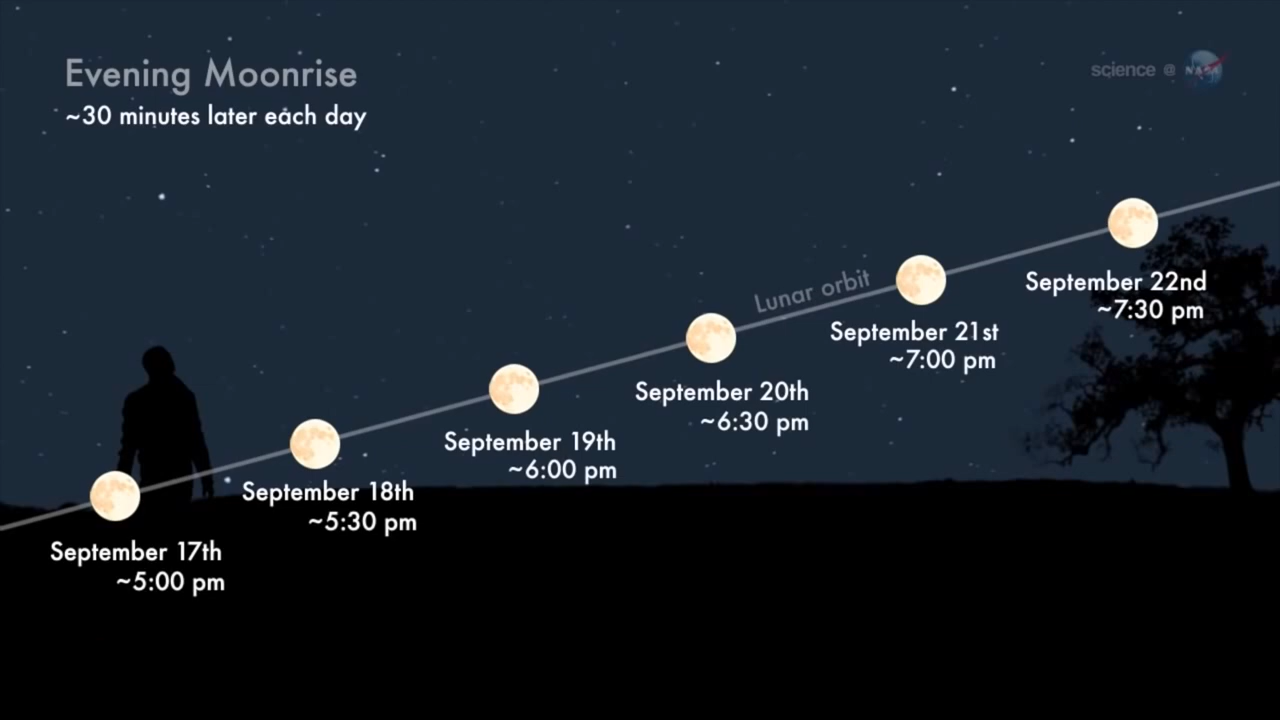 Evening Moonrise
~30 minutes later each day
science @ NASA
Lunar orbit
September 17th
~5:00 pm
September 18th
~5:30 pm
September 19th
~6:00 pm
September 20th
~6:30 pm
September 21st
~7:00 pm
September 22nd
~7:30 pm